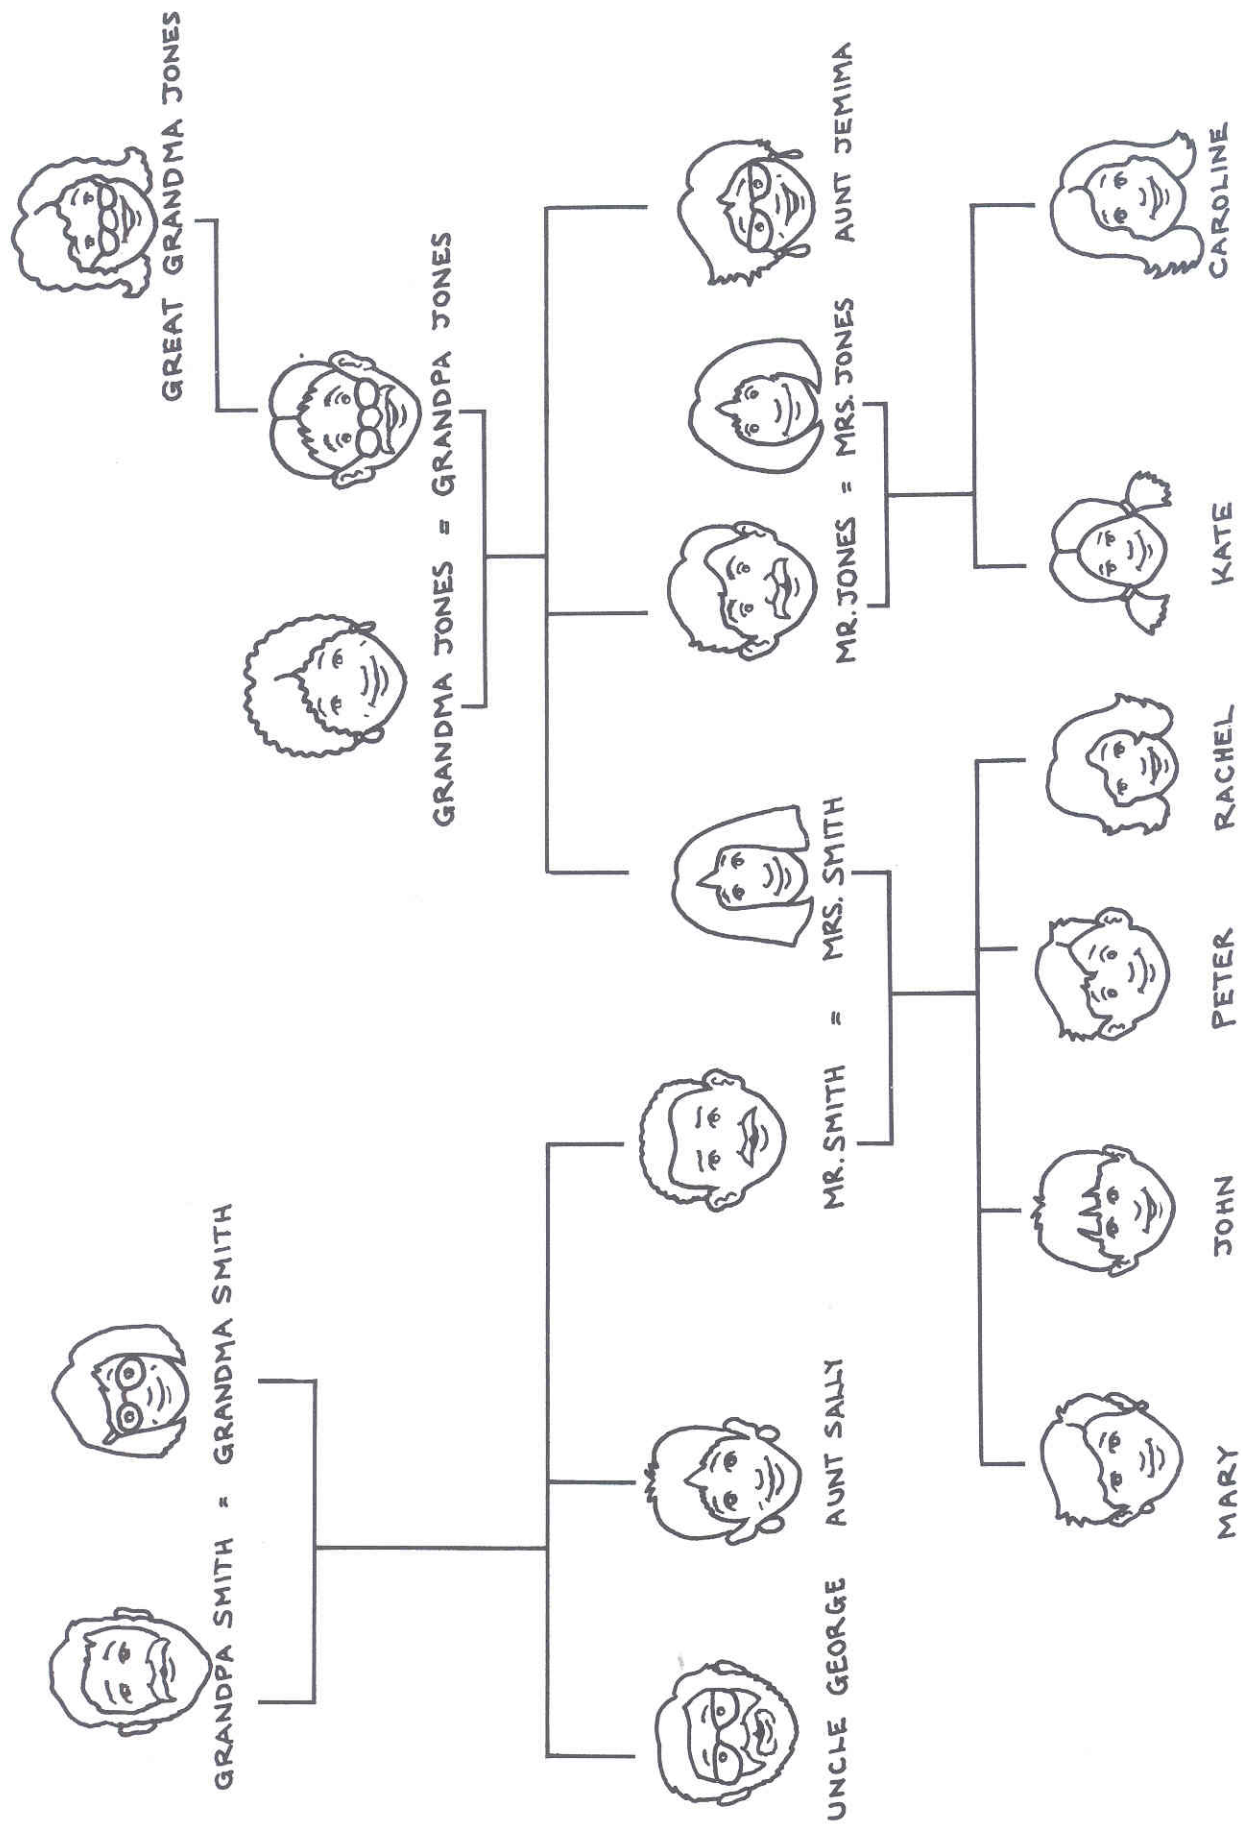 GREAT GRANDMA JONES
GRANDPA SMITH = GRANDMA SMITH
GRANDMA JONES = GRANDPA JONES
UNCLE GEORGE
AUNT SALLY
MR. SMITH = MRS. SMITH
MR. JONES = MRS. JONES
AUNT JEMIMA
MARY
JOHN
PETER
RACHEL
KATE
CAROLINE